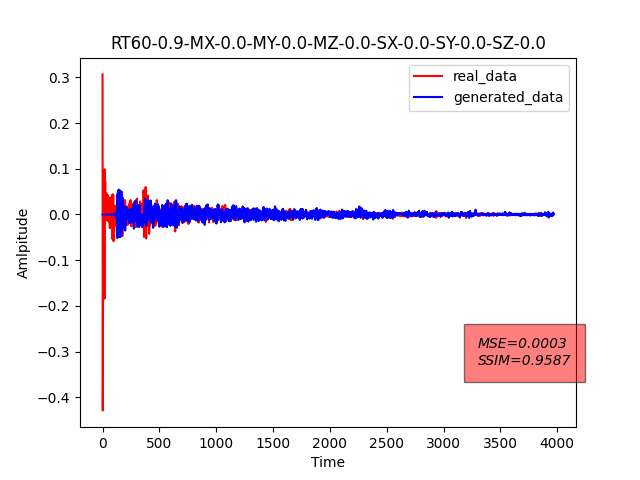 RT60-0.9-MX-0.0-MY-0.0-MZ-0.0-SX-0.0-SY-0.0-SZ-0.0
real_data
generated_data
0.3
0.2
0.1
0.0
−0.1
−0.2
−0.3
−0.4
Amlpitude
MSE=0.0003
SSIM=0.9587
0 500 1000 1500 2000 2500 3000 3500 4000
Time